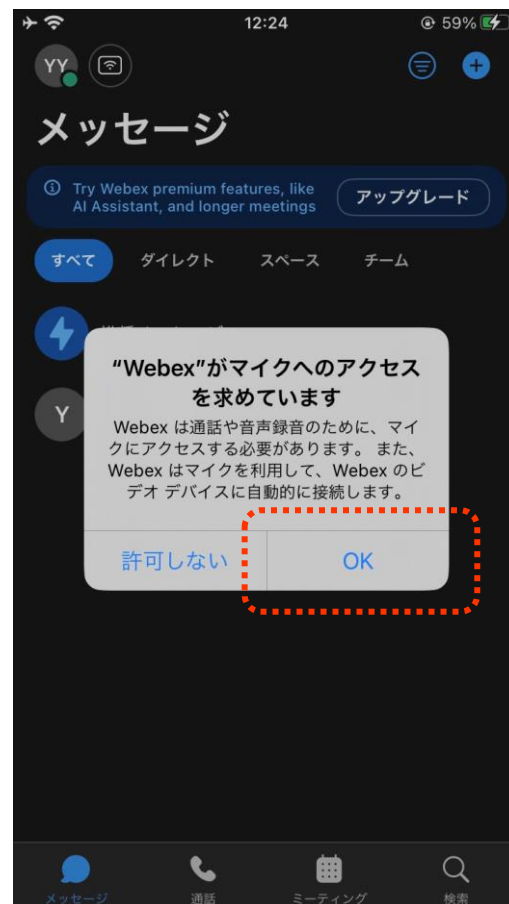 12:24
59%
YY
メッセージ
Try Webex premium features, like
AI Assistant, and longer meetings
アップグレード
すべて ダイレクト スペース チーム
Y
“Webex”がマイクへのアクセス
を求めています
Webex は通話や音声録音のために、マイ
クにアクセスする必要があります。 また、
Webex はマイクを利用して、Webex のビ
デオ デバイスに自動的に接続します。
許可しない OK
メッセージ 通話 ミーティング 検索